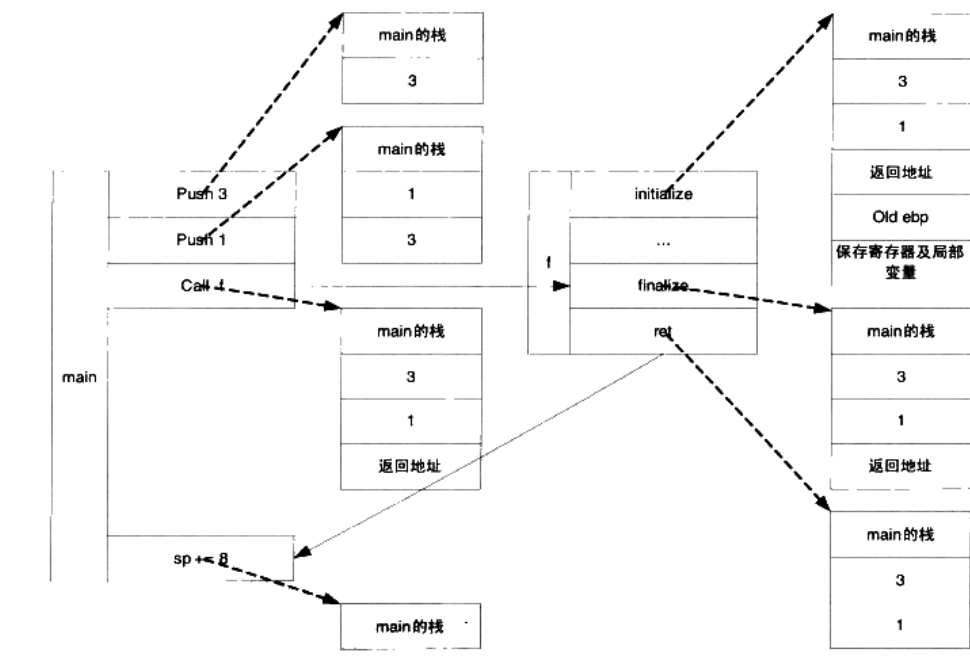 main的栈
3
main的栈
1
3
Push 3
Push 1
Call f
main
main的栈
3
1
返回地址
sp += 8
main的栈
f
initialize
...
finalize
ret
main的栈
3
1
返回地址
Old ebp
保存寄存器及局部
变量
main的栈
3
1
返回地址
main的栈
3
1